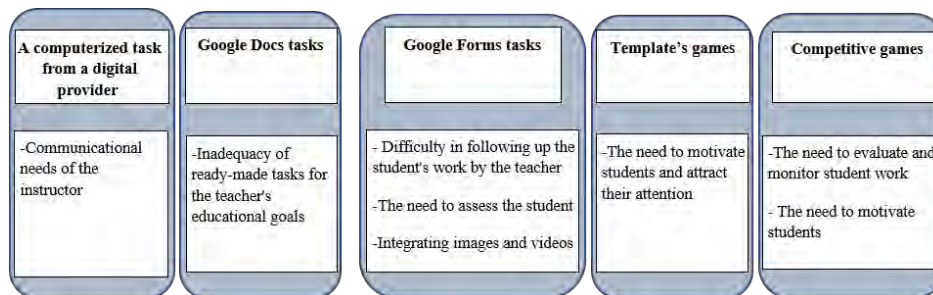 A computerized task
from a digital
provider
-Communicational
needs of the
instructor
Google Docs tasks
-Inadequacy of
ready-made tasks for
the teacher's
educational goals
Google Forms tasks
- Difficulty in following up the
student's work by the teacher
-The need to assess the student
-Integrating images and videos
Template's games
-The need to motivate
students and attract
their attention
Competitive games
-The need to evaluate and
monitor student work
- The need to motivate
students